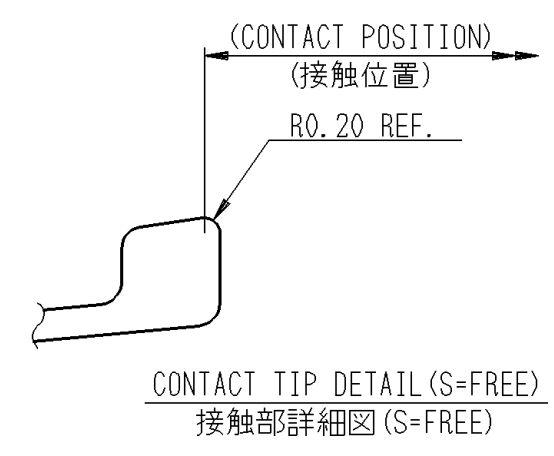 (CONTACT POSITION)
(接触位置)
R0.20 REF.
CONTACT TIP DETAIL(S=FREE)
接触部詳細図(S=FREE)